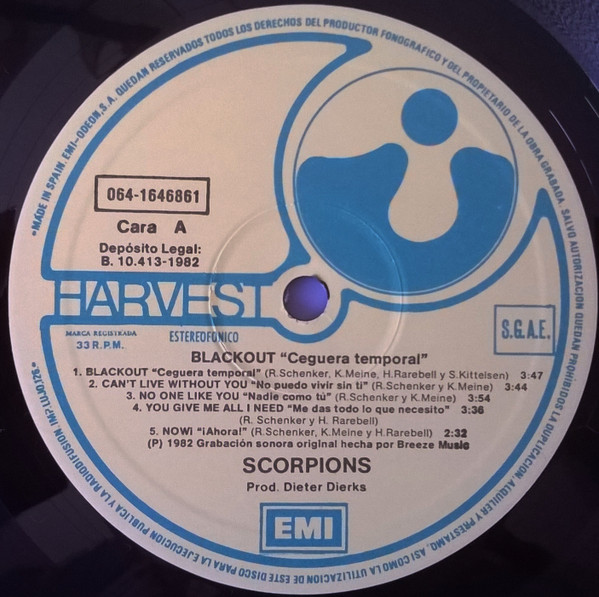 *MADE IN SPAIN. EMI-ODEON, S.A. QUEDAN RESERVADOS TODOS LOS DERECHOS DEL PRODUCTOR FONOGRAFICO Y DEL PROPIETARIO DE LA OBRA GRABADA. SALVO AUTORIZACION QUEDAN PROHIBIDOS LA DUPLICACION, ALQUILER Y PRESTAMO, ASI COMO LA UTILIZACION DE ESTE DISCO PARA LA EJECUCION PUBLICA Y LA RADIODIFUSION.
064-1646861
Cara A
Depósito Legal:
B. 10.413-1982
HARVEST
MARCA REGISTRADA
ESTEREOFONICO
33 R.P.M.
S.G.A.E.
BLACKOUT "Ceguera temporal"
1. BLACKOUT "Ceguera temporal" (R.Schenker, K.Meine, H.Rarebell y S.Kittelsen) 3:47
2. CAN'T LIVE WITHOUT YOU "No puedo vivir sin ti" (R.Schenker y K.Meine) 3:44
3. NO ONE LIKE YOU "Nadie como tú" (R.Schenker y K.Meine) 3:54
4. YOU GIVE ME ALL I NEED "Me das todo lo que necesito" 3:36
(R. Schenker y H. Rarebell)
5. NOW! "¡Ahora!" (R.Schenker, K.Meine y H.Rarebell) 2:32
(P) 1982 Grabación sonora original hecha por Breeze Music
SCORPIONS
Prod. Dieter Dierks
EMI